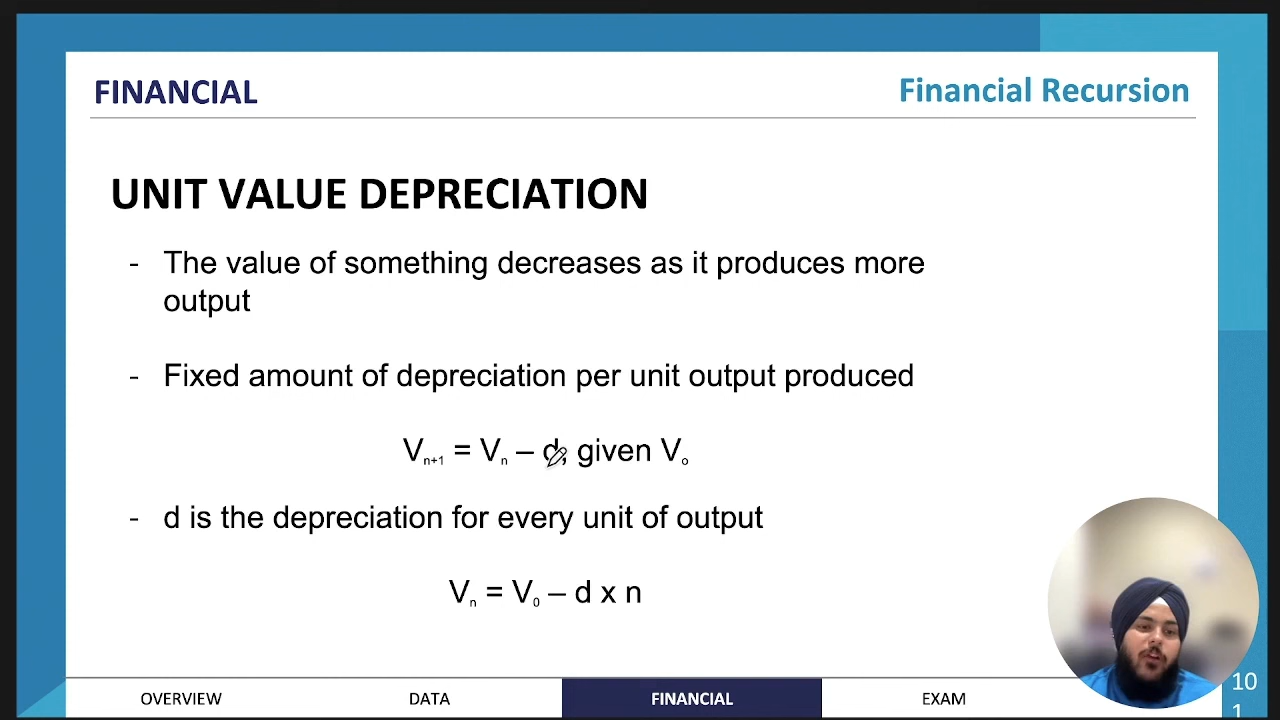 FINANCIAL
Financial Recursion
UNIT VALUE DEPRECIATION
- The value of something decreases as it produces more
output
- Fixed amount of depreciation per unit output produced
Vₙ₊₁ = Vₙ – d, given Vₒ
- d is the depreciation for every unit of output
Vₙ = V₀ – d x n
OVERVIEW DATA FINANCIAL EXAM
10
1